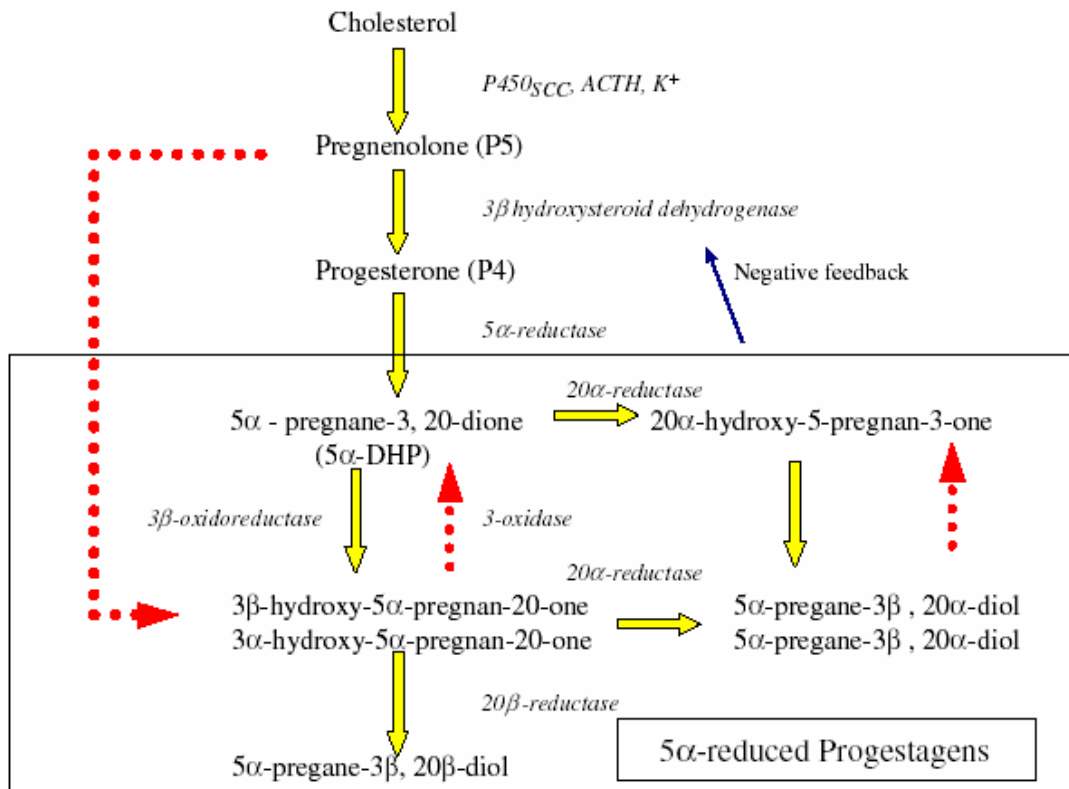 Cholesterol
P450SCC, ACTH, K+
Pregnenolone (P5)
3β hydroxysteroid dehydrogenase
Progesterone (P4)
Negative feedback
5α-reductase
20α-reductase
5α - pregnane-3, 20-dione
20α-hydroxy-5-pregnan-3-one
(5α-DHP)
3β-oxidoreductase
3-oxidase
20α-reductase
3β-hydroxy-5α-pregnan-20-one
5α-pregane-3β , 20α-diol
3α-hydroxy-5α-pregnan-20-one
5α-pregane-3β , 20α-diol
20β-reductase
5α-reduced Progestagens
5α-pregane-3β, 20β-diol